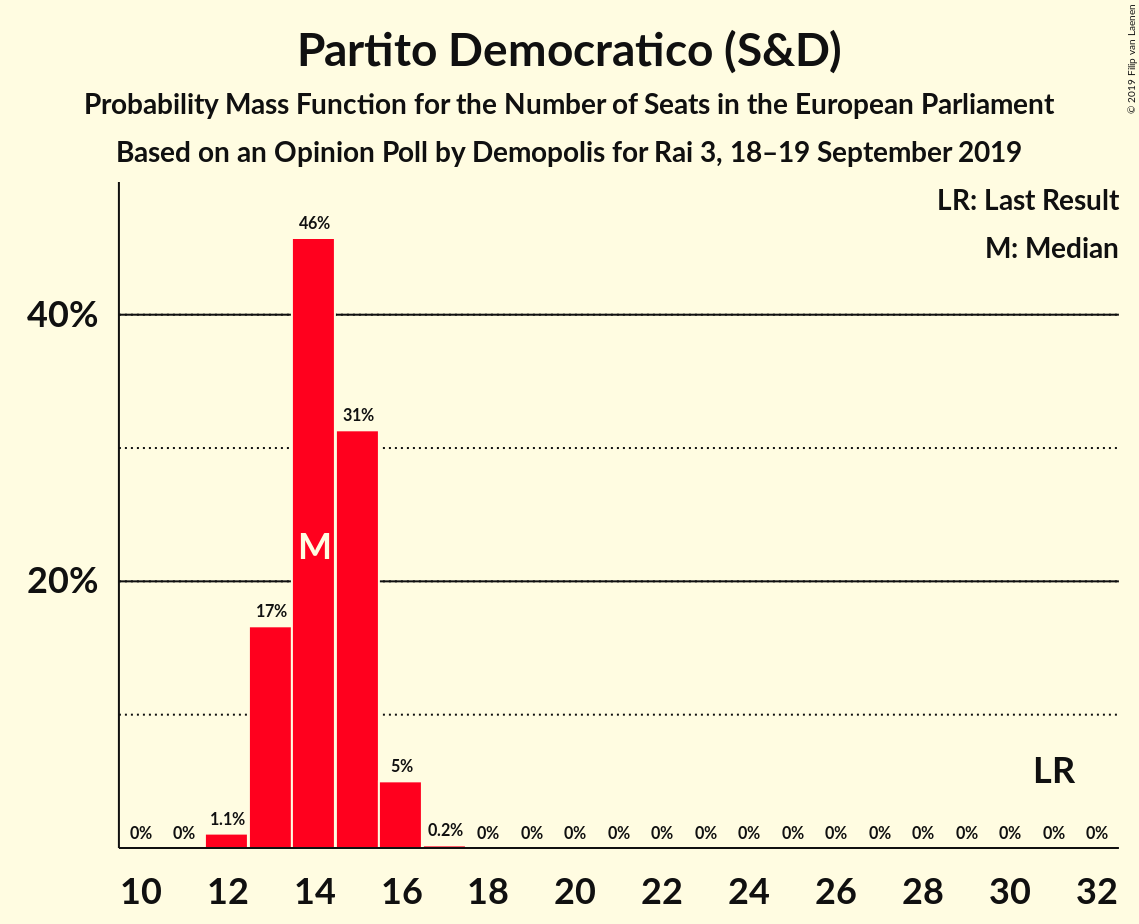 Partito Democratico (S&D)
Probability Mass Function for the Number of Seats in the European Parliament
Based on an Opinion Poll by Demopolis for Rai 3, 18–19 September 2019
© 2019 Filip van Laenen
LR: Last Result
M: Median
46%
40%
31%
M
20%
17%
LR
5%
1.1%
0% 0% 0.2% 0% 0% 0% 0% 0% 0% 0% 0% 0% 0% 0% 0% 0% 0% 0%
10 12 14 16 18 20 22 24 26 28 30 32